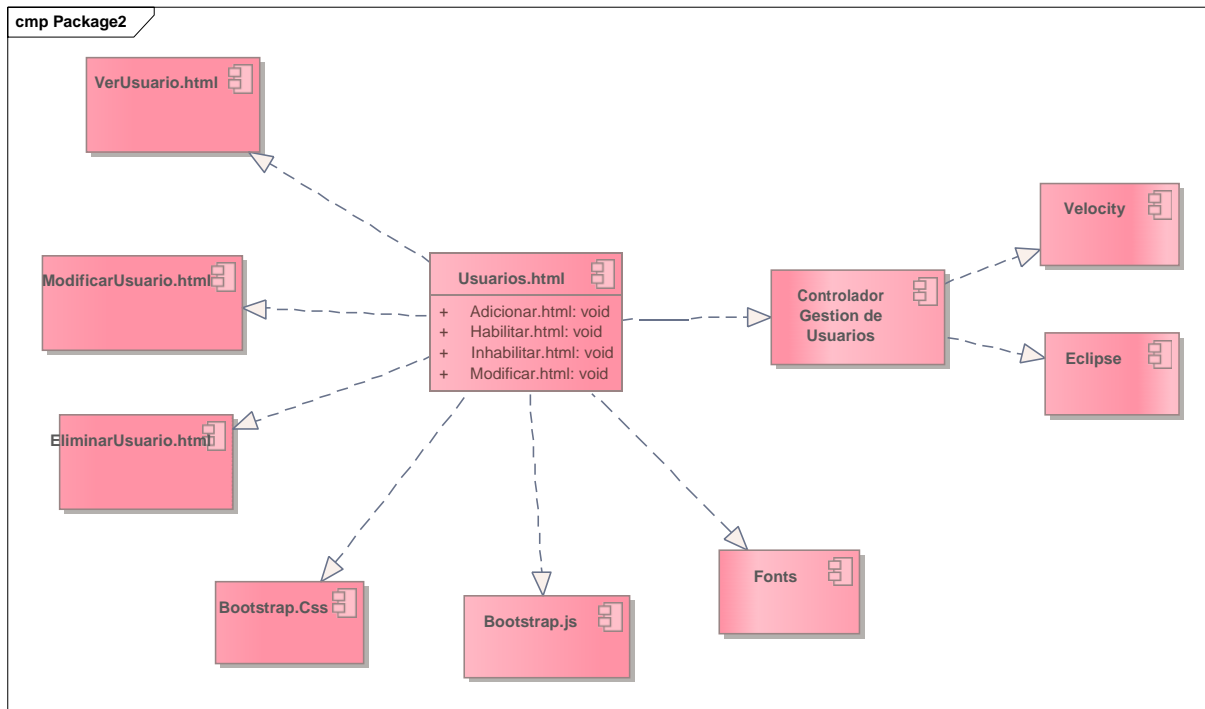 cmp Package2
VerUsuario.html
ModificarUsuario.html
EliminarUsuario.html
Usuarios.html
+ Adicionar.html: void
+ Habilitar.html: void
+ Inhabilitar.html: void
+ Modificar.html: void
Controlador
Gestion de
Usuarios
Velocity
Eclipse
Bootstrap.Css
Bootstrap.js
Fonts